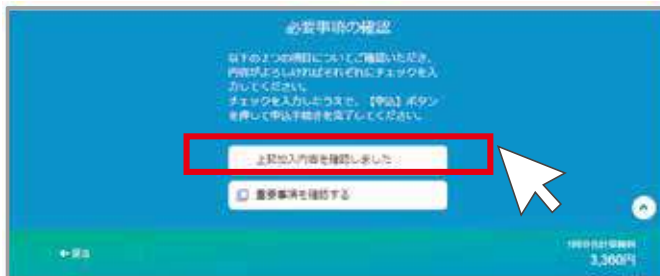 必要事項の確認
以下の2つの項目についてご確認いただき、
内容がよろしければそれぞれにチェックを入
力してください。
チェックを入力したうえで、【申込】ボタン
を押して申込手続きを完了してください。
上記加入内容を確認しました
重要事項を確認する
戻る
合計保険料
3,360円